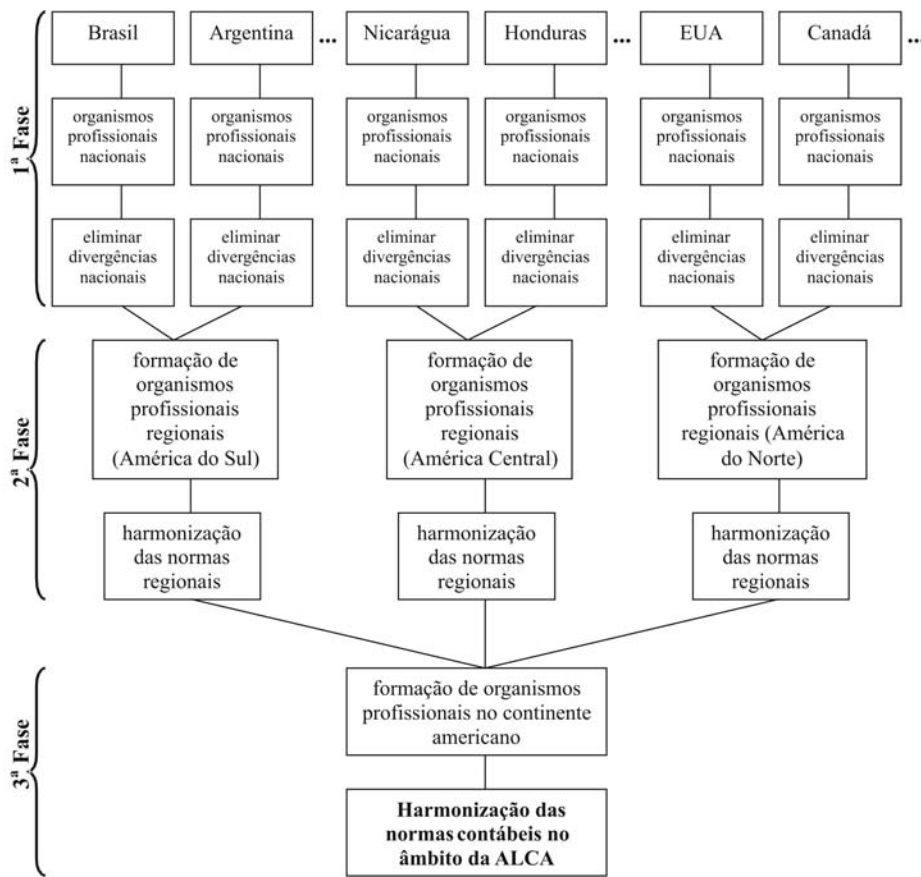 1ª Fase
Brasil
Argentina
...
Nicarágua
Honduras
...
EUA
Canadá
...
organismos
profissionais
nacionais
organismos
profissionais
nacionais
organismos
profissionais
nacionais
organismos
profissionais
nacionais
organismos
profissionais
nacionais
organismos
profissionais
nacionais
eliminar
divergências
nacionais
eliminar
divergências
nacionais
eliminar
divergências
nacionais
eliminar
divergências
nacionais
eliminar
divergências
nacionais
eliminar
divergências
nacionais
2ª Fase
formação de
organismos
profissionais
regionais
(América do Sul)
formação de
organismos
profissionais
regionais
(América Central)
formação de
organismos
profissionais
regionais (América
do Norte)
harmonização
das normas
regionais
harmonização
das normas
regionais
harmonização
das normas
regionais
3ª Fase
formação de organismos
profissionais no continente
americano
Harmonização das
normas contábeis no
âmbito da ALCA